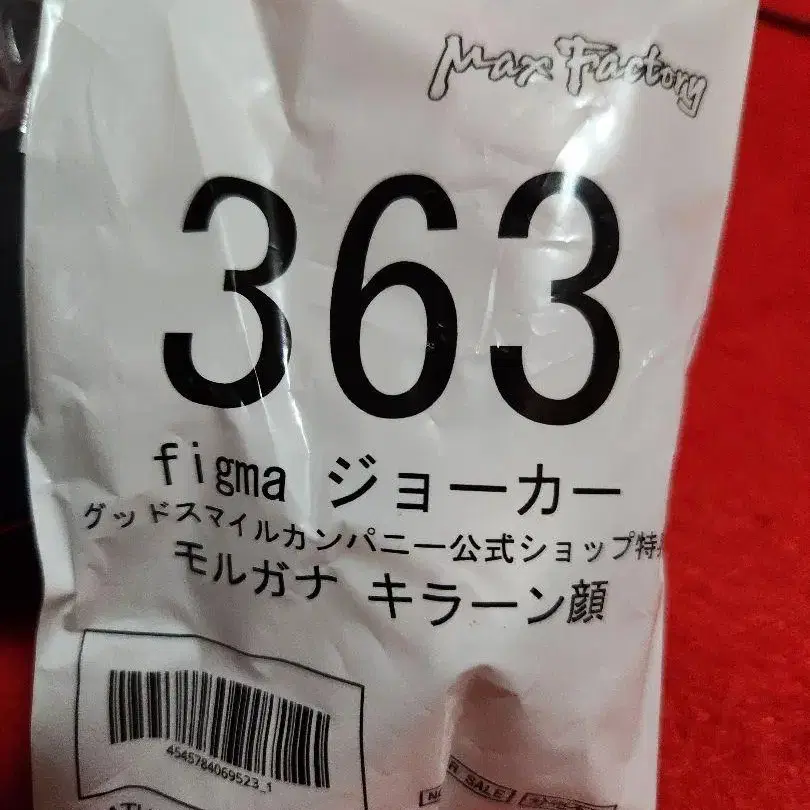 Max Factory
363
figma ジョーカー
グッドスマイルカンパニー公式ショップ特
モルガナ キラーン顔
4545784069523_1
SALE